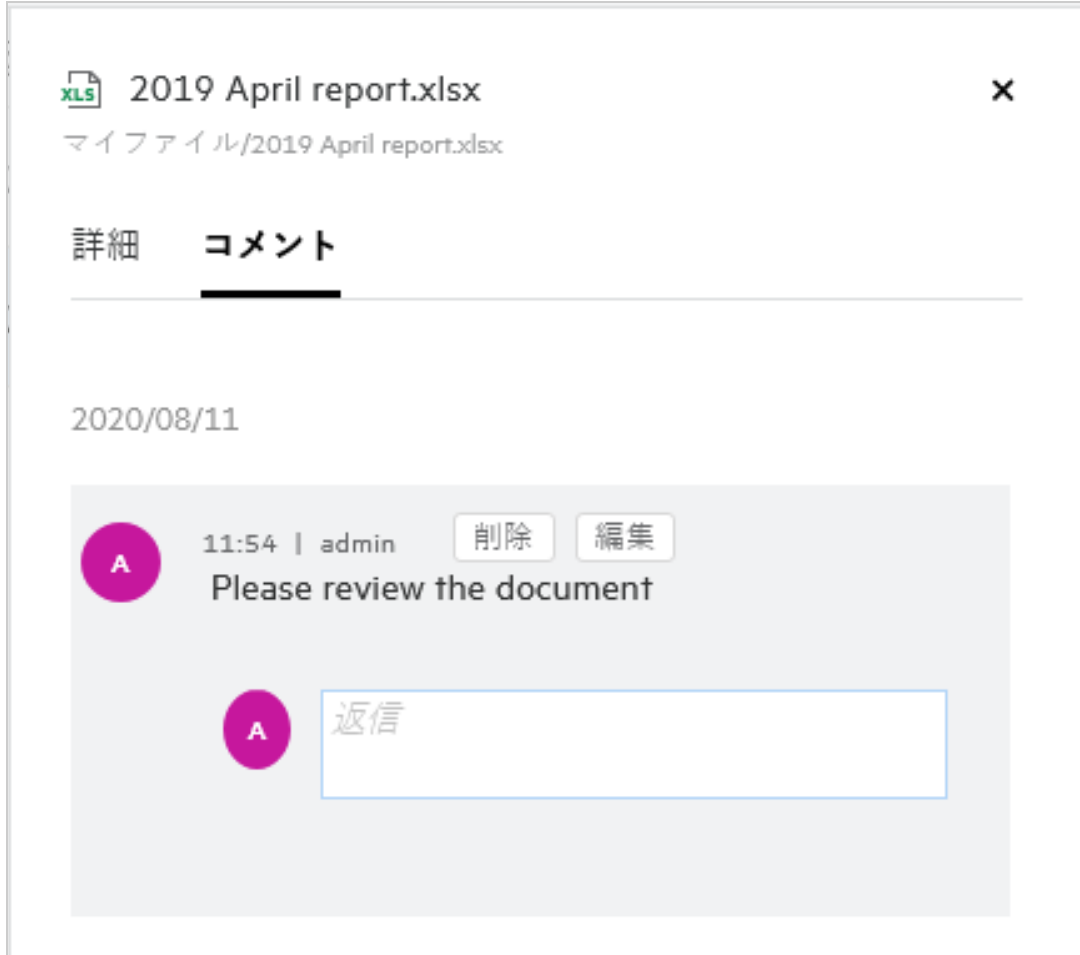 XLS 2019 April report.xlsx ×
マイファイル/2019 April report.xlsx
詳細 コメント
2020/08/11
A 11:54 | admin 削除 編集
Please review the document
A 返信